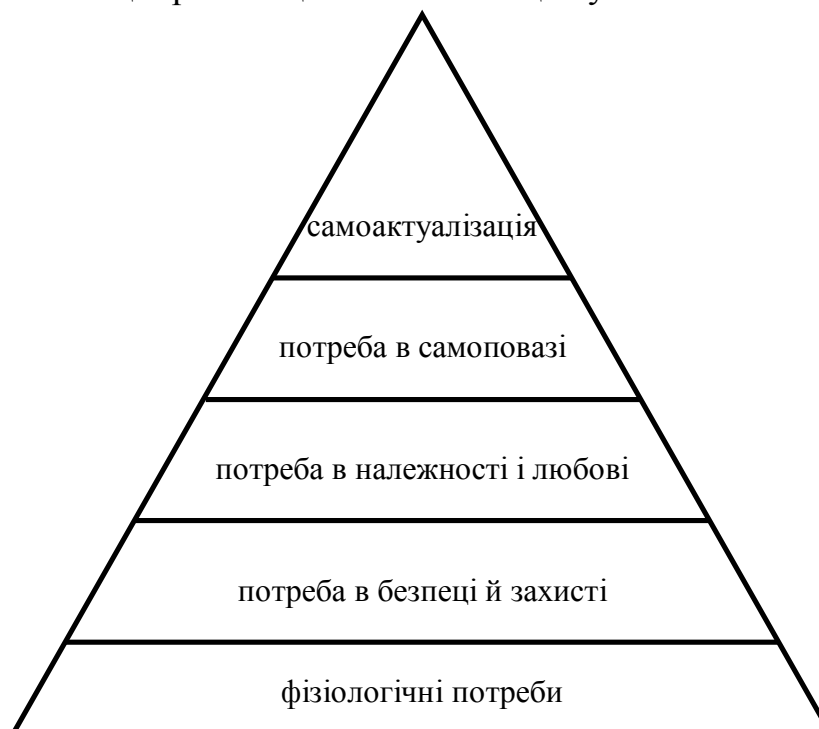 самоактуалізація
потреба в самоповазі
потреба в належності і любові
потреба в безпеці й захисті
фізіологічні потреби